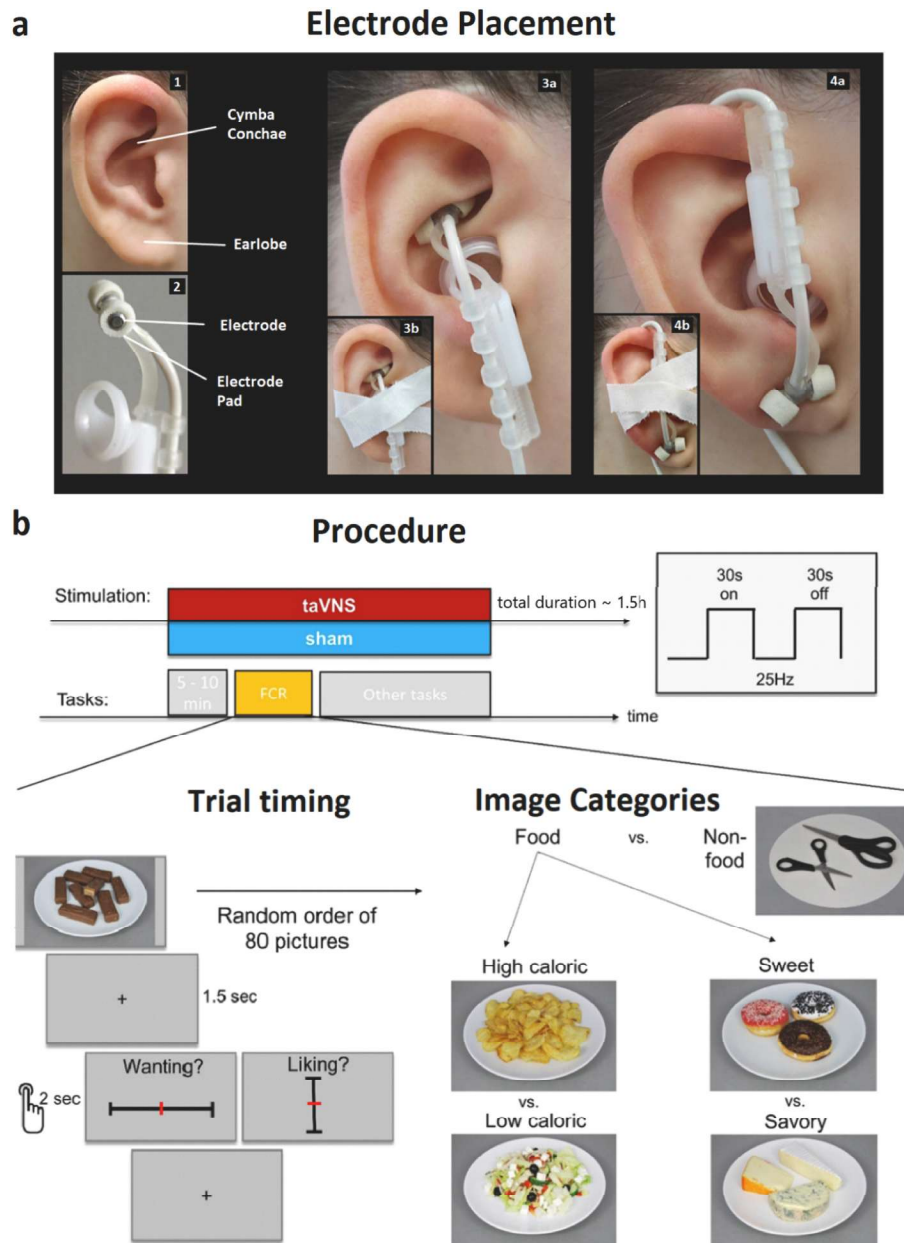 a
Electrode Placement
1
Cymba
Conchae
Earlobe
2
Electrode
Electrode
Pad
3a
3b
4a
4b
b
Procedure
Stimulation:
taVNS
sham
total duration ~ 1.5h
30s
on
30s
off
25Hz
Tasks:
5 - 10
min
FCR
Other tasks
time
Trial timing
Random order of
80 pictures
1.5 sec
+
Wanting?
Liking?
2 sec
+
Image Categories
Food
vs.
Non-
food
High caloric
vs.
Low caloric
Sweet
vs.
Savory